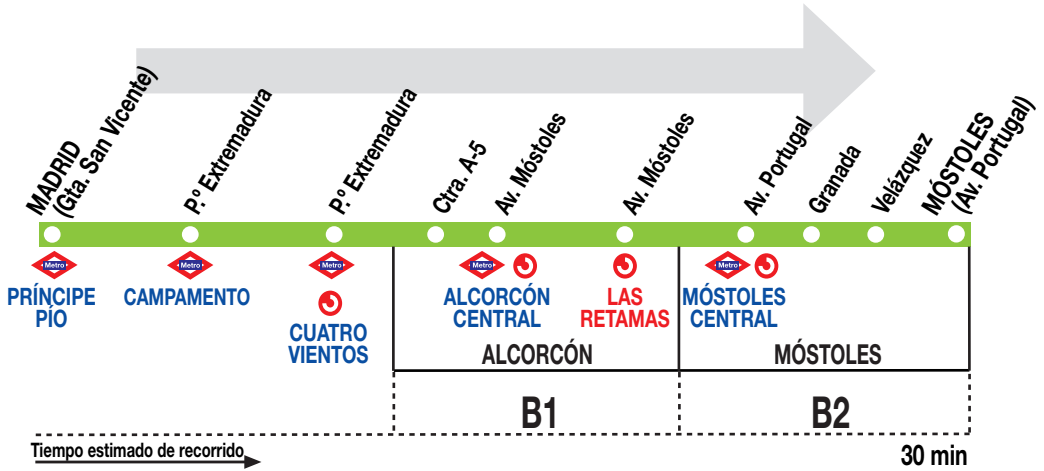 MADRID
(Gta. San Vicente)
P.º Extremadura
P.º Extremadura
Ctra. A-5
Av. Móstoles
Av. Móstoles
Av. Portugal
Granada
Velázquez
MÓSTOLES
(Av. Portugal)
Metro
Metro
Metro
Metro
Metro
PRÍNCIPE
PÍO
CAMPAMENTO
CUATRO
VIENTOS
ALCORCÓN
CENTRAL
LAS
RETAMAS
MÓSTOLES
CENTRAL
ALCORCÓN
MÓSTOLES
B1
B2
Tiempo estimado de recorrido
30 min